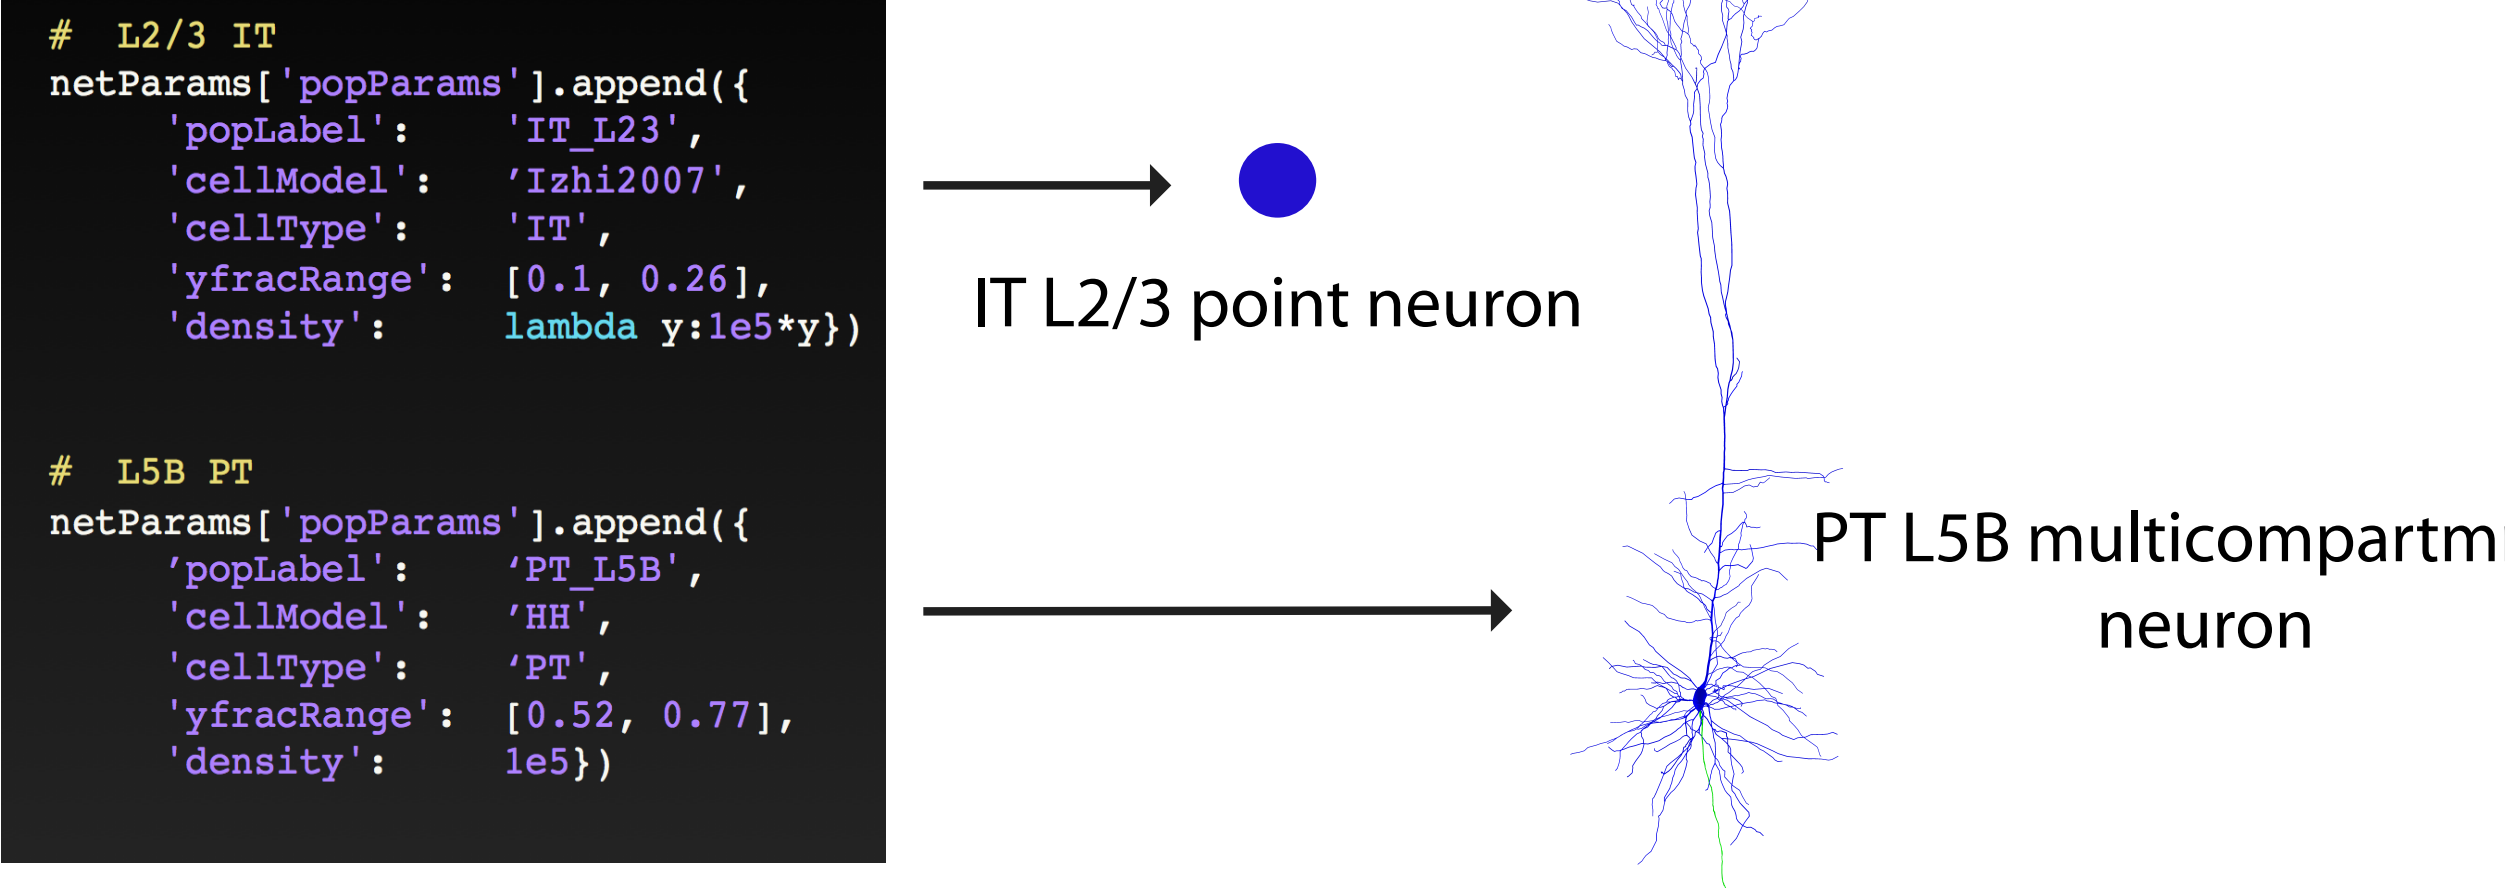 #  L2/3 IT
netParams['popParams'].append({
'popLabel': 'IT_L23',
'cellModel': ’Izhi2007',
'cellType': 'IT',
'yfracRange': [0.1, 0.26],
'density': lambda y:1e5*y})
IT L2/3 point neuron
#  L5B PT
netParams['popParams'].append({
’popLabel': ‘PT_L5B',
'cellModel': ’HH',
'cellType': ‘PT',
'yfracRange': [0.52, 0.77],
'density': 1e5})
PT L5B
neuron